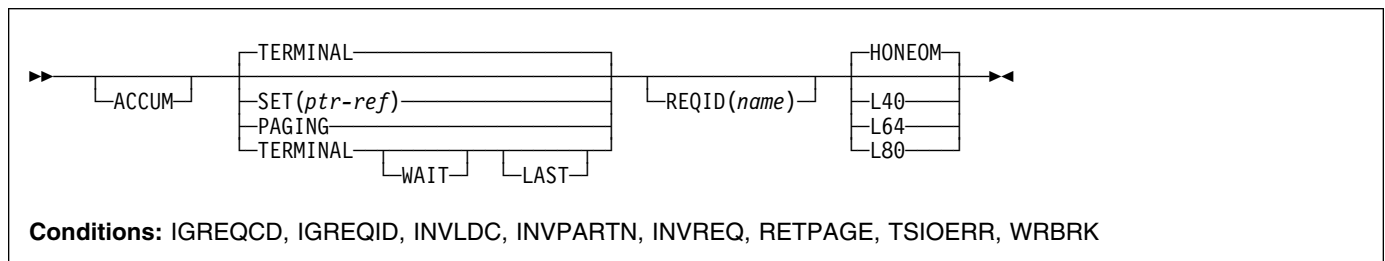 TERMINAL HONEOM
ACCUM SET(ptr-ref) REQID(name) L40
PAGING L64
TERMINAL L80
WAIT LAST
Conditions: IGREQCD, IGREQID, INVLDC, INVPARTN, INVREQ, RETPAGE, TSIOERR, WRBRK